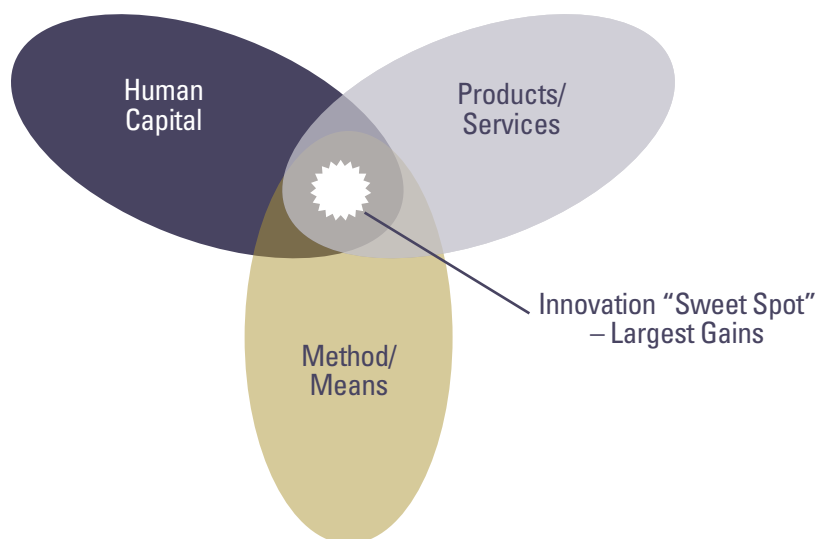 Human
Capital
Products/
Services
Innovation “Sweet Spot”
– Largest Gains
Method/
Means